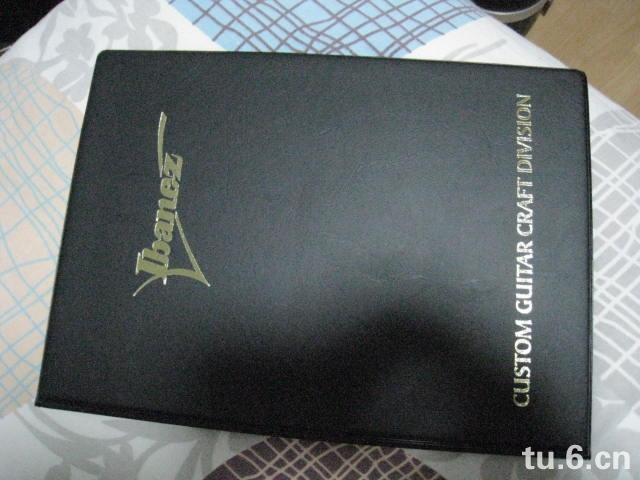 Ibanez
CUSTOM GUITAR CRAFT DIVISION
tu.6.cn